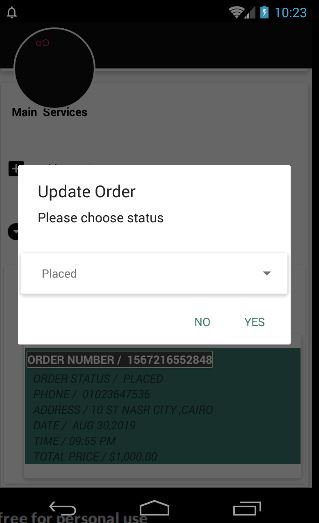 10:23
Main Services
Update Order
Please choose status
Placed
NO YES
ORDER NUMBER / 1567216552848
ORDER STATUS / PLACED
PHONE / 01023647536
ADDRESS / 10 ST NASR CITY ,CAIRO
DATE / AUG 30,2019
TIME / 09:55 PM
TOTAL PRICE / $1,000.00
free for personal use